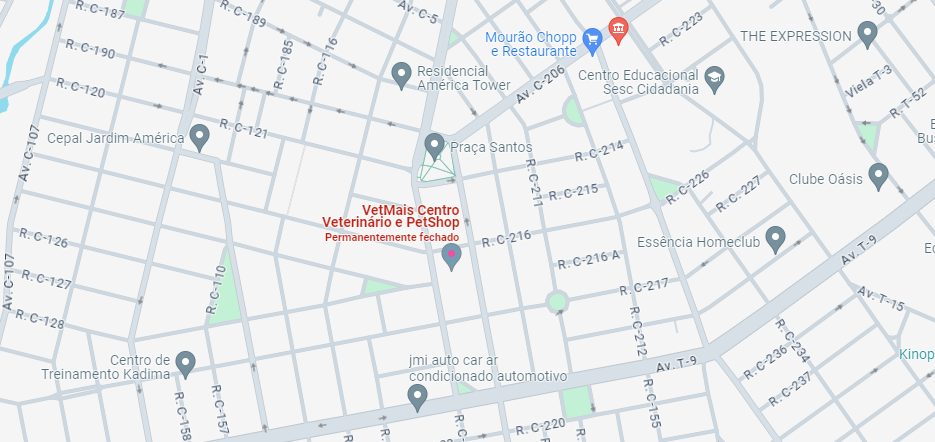 R. C-187
R. C-189
Av. C-5
R. C-190
Av. C-1
R. C-185
R. C-116
Mourão Chopp
e Restaurante
R. C-223
THE EXPRESSION
R. C-120
Residencial
América Tower
Av. C-206
Centro Educacional
Sesc Cidadania
Viela T-3
R. T-52
R. C-121
Cepal Jardim América
Praça Santos
Av. C-107
R. C-211
R. C-214
R. C-215
R. C-226
R. C-227
Clube Oásis
VetMais Centro
Veterinário e PetShop
Permanentemente fechado
R. C-126
R. C-216
Essência Homeclub
Av. T-9
R. C-216 A
Av. C-107
R. C-127
R. C-110
R. C-217
Av. T-15
R. C-128
R. C-212
R. C-234
Centro de
Treinamento Kadima
jmi auto car ar
condicionado automotivo
Av. T-9
R. C-236
Kinop
R. C-237
R. C-158
R. C-157
R. C-155
R. C-220